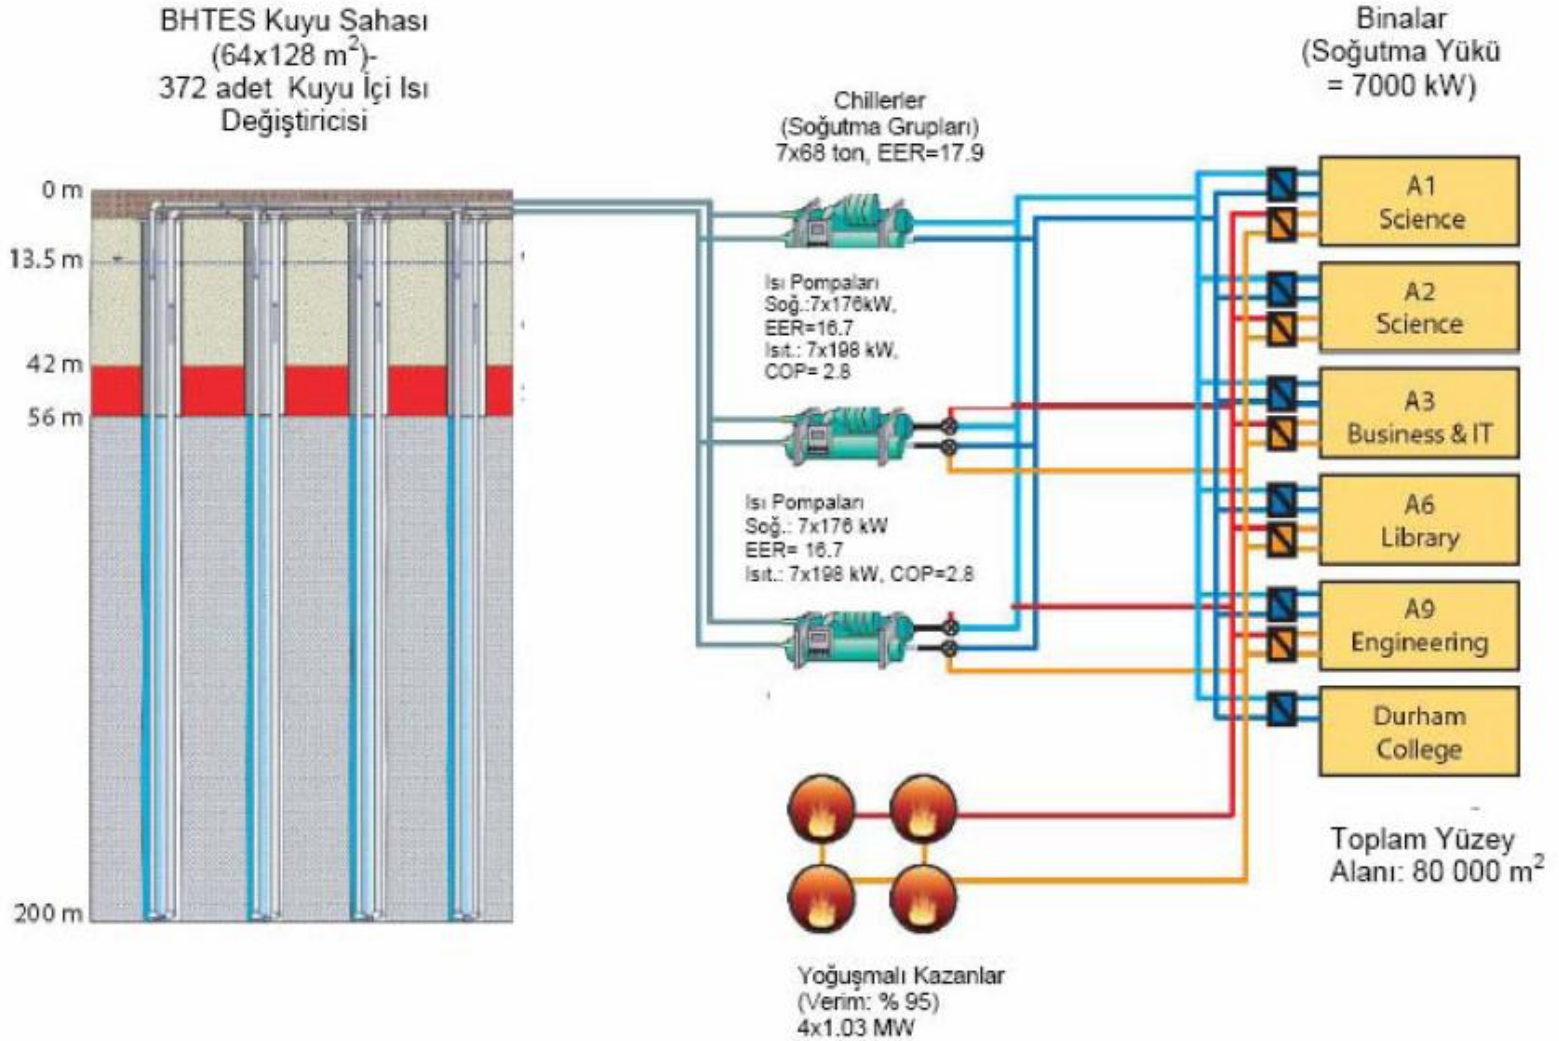 BHTES Kuyu Sahası
(64x128 m²)-
372 adet Kuyu İçi Isı
Değiştiricisi
0 m
13.5 m
42 m
56 m
200 m
Chillerler
(Soğutma Grupları)
7x68 ton, EER=17.9
Isı Pompaları
Soğ.:7x176kW,
EER=16.7
Isıt.: 7x198 kW,
COP= 2.8
Isı Pompaları
Soğ.: 7x176 kW
EER= 16.7
Isıt.: 7x198 kW, COP=2.8
Yoğuşmalı Kazanlar
(Verim: % 95)
4x1.03 MW
Binalar
(Soğutma Yükü
= 7000 kW)
A1
Science
A2
Science
A3
Business & IT
A6
Library
A9
Engineering
Durham
College
Toplam Yüzey
Alanı: 80 000 m²